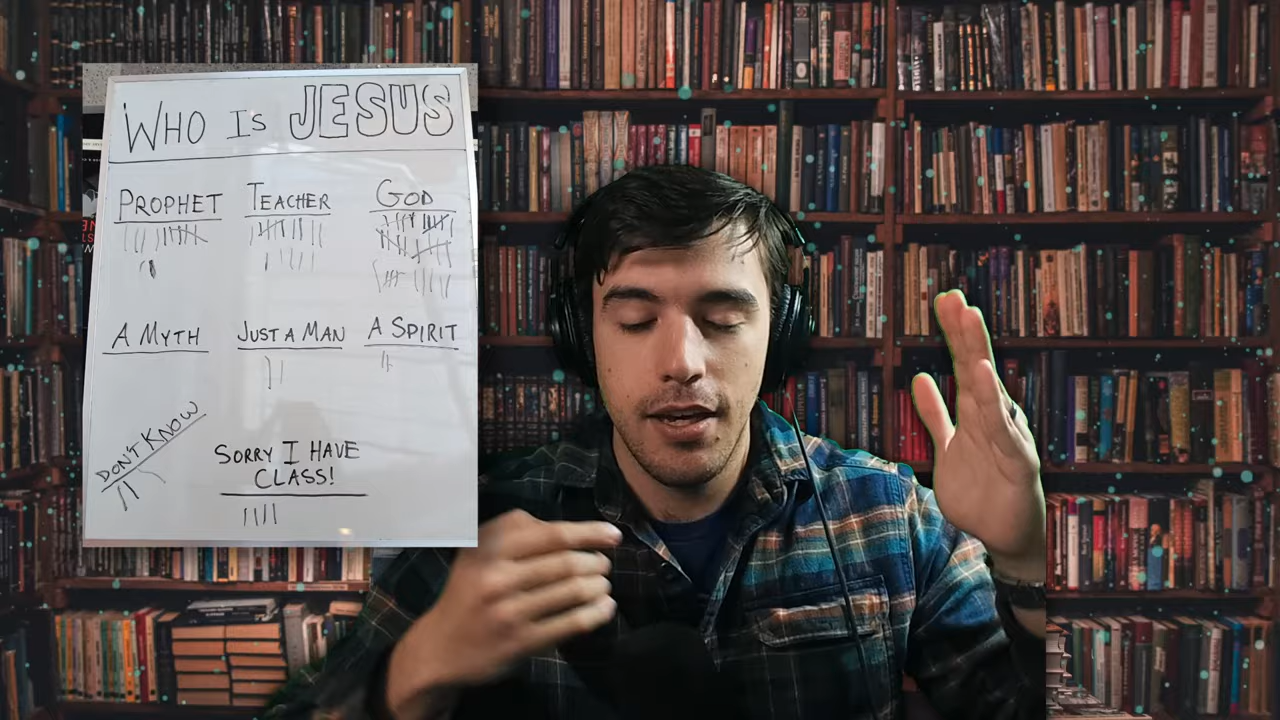 WHO IS JESUS
PROPHET TEACHER GOD
A MYTH JUST A MAN A SPIRIT
DON'T KNOW
SORRY I HAVE
CLASS!